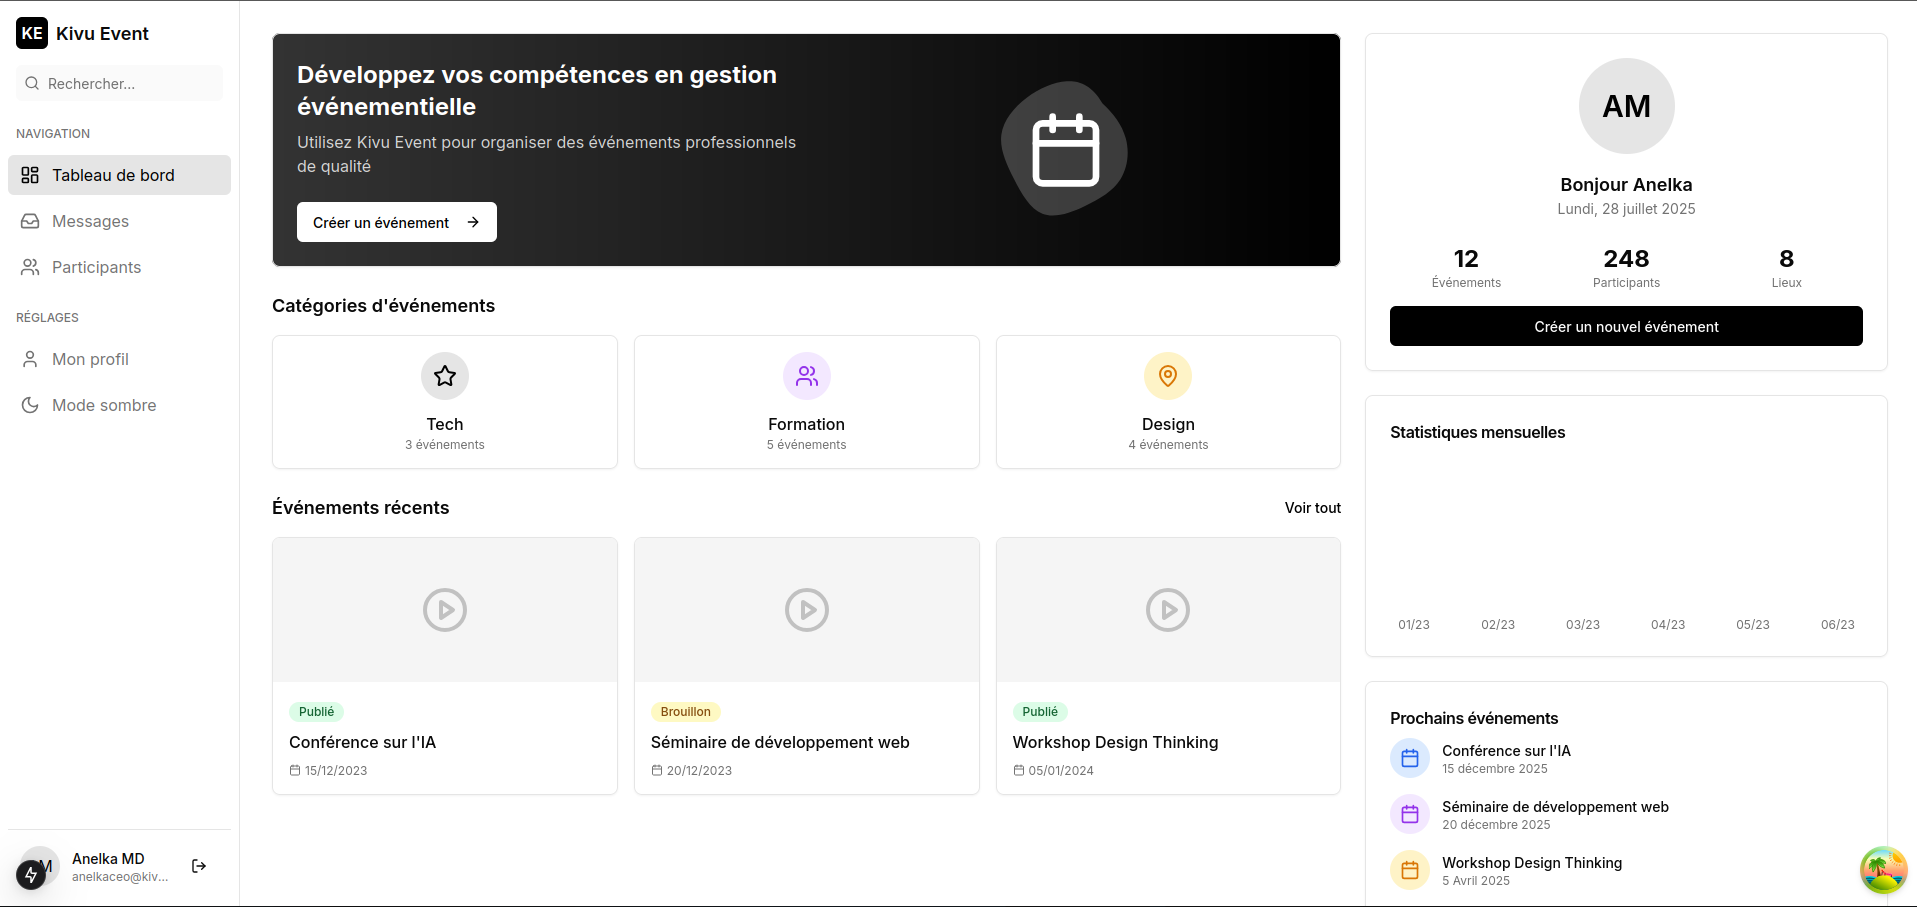 KE Kivu Event
Rechercher...
NAVIGATION
Tableau de bord
Messages
Participants
RÉGLAGES
Mon profil
Mode sombre
Anelka MD
anelkaceo@kiv...
Développez vos compétences en gestion
événementielle
Utilisez Kivu Event pour organiser des événements professionnels
de qualité
Créer un événement
Catégories d'événements
Tech
3 événements
Formation
5 événements
Design
4 événements
Événements récents
Voir tout
Publié
Conférence sur l'IA
15/12/2023
Brouillon
Séminaire de développement web
20/12/2023
Publié
Workshop Design Thinking
05/01/2024
AM
Bonjour Anelka
Lundi, 28 juillet 2025
12
Événements
248
Participants
8
Lieux
Créer un nouvel événement
Statistiques mensuelles
01/23 02/23 03/23 04/23 05/23 06/23
Prochains événements
Conférence sur l'IA
15 décembre 2025
Séminaire de développement web
20 décembre 2025
Workshop Design Thinking
5 Avril 2025